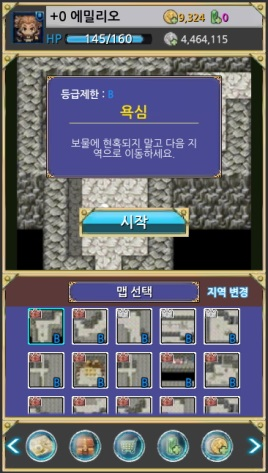 +0 에밀리오
9,324
0
HP 145/160
4,464,115
등급제한 : B
욕심
보물에 현혹되지 말고 다음 지
역으로 이동하세요.
시작
맵 선택
지역 변경
B B B B B
B B B B B